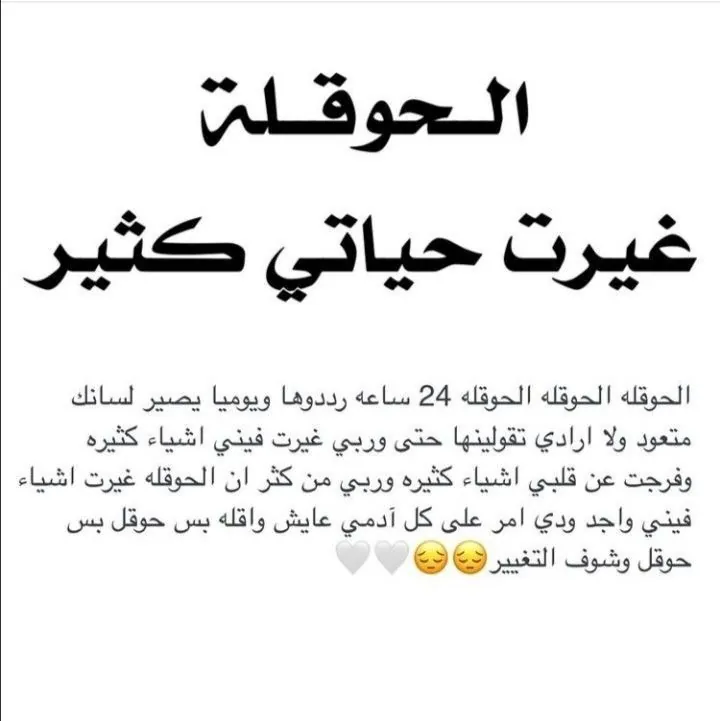 الـحوقـلة
غيرت حياتي كثير
الحوقله الحوقله الحوقله 24 ساعه رددوها ويوميا يصير لسانك
متعود ولا ارادي تقولينها حتى وربي غيرت فيني اشياء كثيره
وفرجت عن قلبي اشياء كثيره وربي من كثر ان الحوقله غيرت اشياء
فيني واجد ودي امر على كل آدمي عايش واقله بس حوقل بس
حوقل وشوف التغيير😔😔🤍🤍